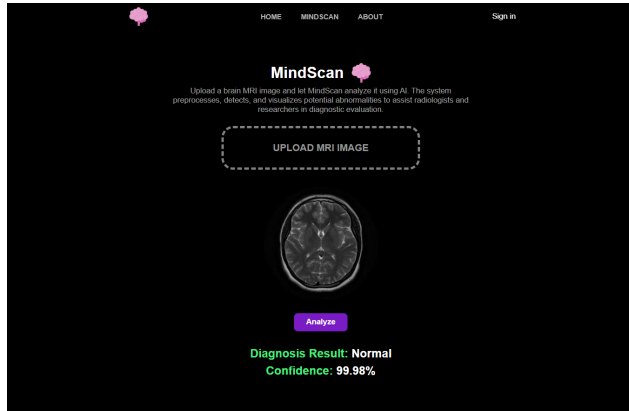 HOME MINDSCAN ABOUT Sign in
MindScan
Upload a brain MRI image and let MindScan analyze it using AI. The system
preprocesses, detects, and visualizes potential abnormalities to assist radiologists and
researchers in diagnostic evaluation.
UPLOAD MRI IMAGE
Analyze
Diagnosis Result: Normal
Confidence: 99.98%